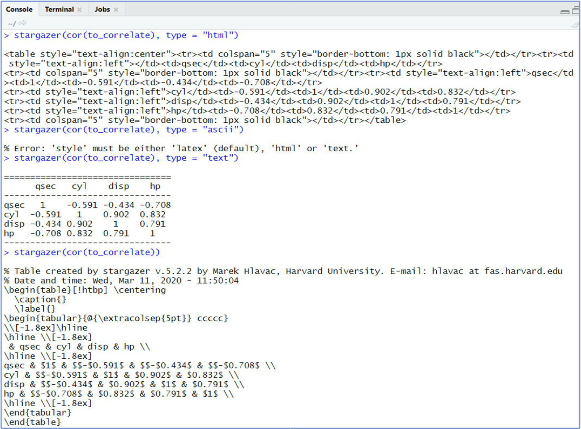 Console Terminal × Jobs ×
~/
> stargazer(cor(to_correlate), type = "html")
<table style="text-align:center"><tr><td colspan="5" style="border-bottom: 1px solid black"></td></tr><tr><td
style="text-align:left"></td><td>qsec</td><td>cyl</td><td>disp</td><td>hp</td></tr>
<tr><td colspan="5" style="border-bottom: 1px solid black"></td></tr><tr><td style="text-align:left">qsec</td
><td>1</td><td>-0.591</td><td>-0.434</td><td>-0.708</td></tr>
<tr><td style="text-align:left">cyl</td><td>-0.591</td><td>1</td><td>0.902</td><td>0.832</td></tr>
<tr><td style="text-align:left">disp</td><td>-0.434</td><td>0.902</td><td>1</td><td>0.791</td></tr>
<tr><td style="text-align:left">hp</td><td>-0.708</td><td>0.832</td><td>0.791</td><td>1</td></tr>
<tr><td colspan="5" style="border-bottom: 1px solid black"></td></tr></table>
> stargazer(cor(to_correlate), type = "ascii")
% Error: 'style' must be either 'latex' (default), 'html' or 'text.'
> stargazer(cor(to_correlate), type = "text")
================================
qsec cyl disp hp
--------------------------------
qsec 1 -0.591 -0.434 -0.708
cyl -0.591 1 0.902 0.832
disp -0.434 0.902 1 0.791
hp -0.708 0.832 0.791 1
--------------------------------
> stargazer(cor(to_correlate))
% Table created by stargazer v.5.2.2 by Marek Hlavac, Harvard University. E-mail: hlavac at fas.harvard.edu
% Date and time: Wed, Mar 11, 2020 - 11:50:04
\begin{table}[!htbp] \centering
\caption{}
\label{}
\begin{tabular}{@{\extracolsep{5pt}} ccccc}
\\[-1.8ex]\hline
\hline \\[-1.8ex]
& qsec & cyl & disp & hp \\
\hline \\[-1.8ex]
qsec & $1$ & $$-$0.591$ & $$-$0.434$ & $$-$0.708$ \\
cyl & $$-$0.591$ & $1$ & $0.902$ & $0.832$ \\
disp & $$-$0.434$ & $0.902$ & $1$ & $0.791$ \\
hp & $$-$0.708$ & $0.832$ & $0.791$ & $1$ \\
\hline \\[-1.8ex]
\end{tabular}
\end{table}